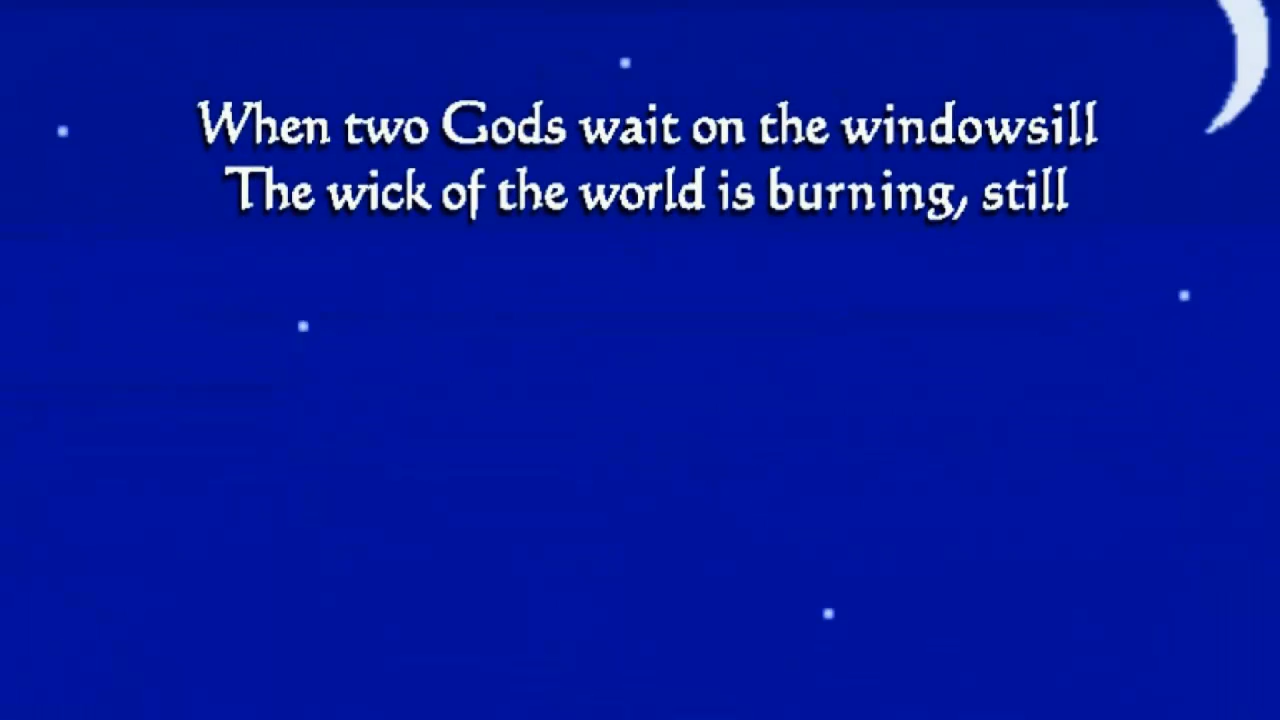 When two Gods wait on the windowsill
The wick of the world is burning, still